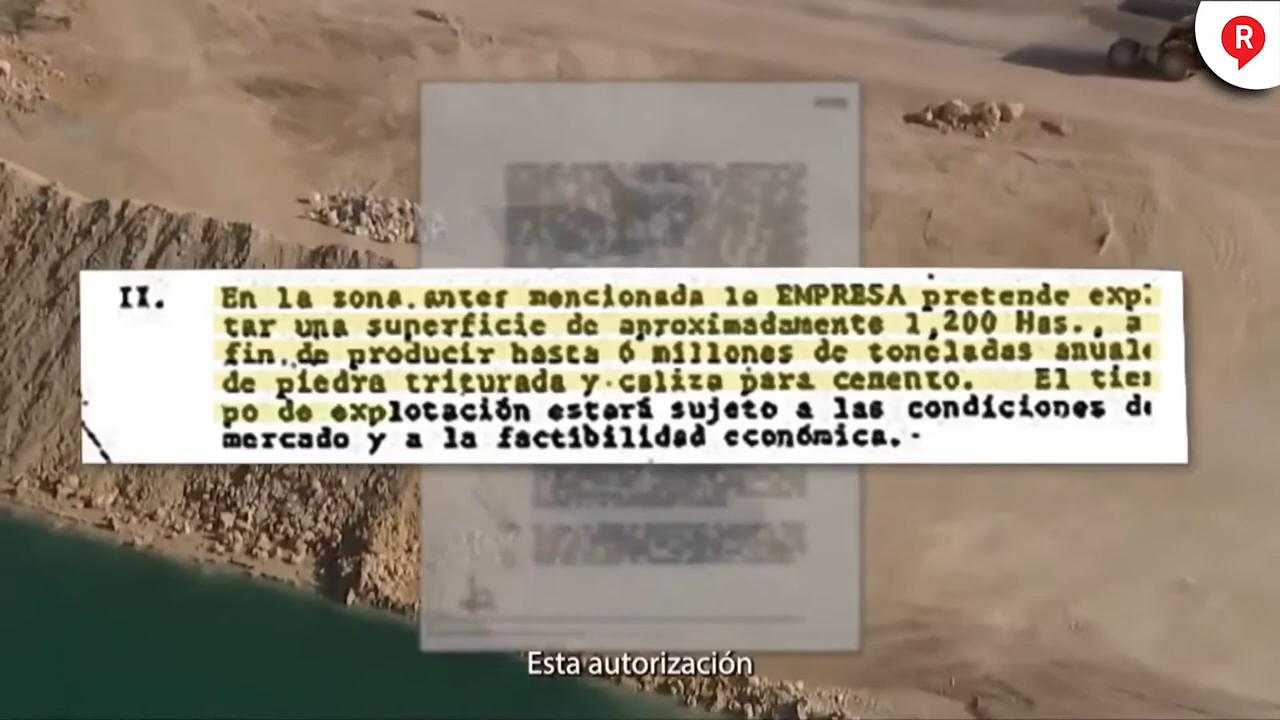 R
II. En la zona anter mencionada la EMPRESA pretende exp
tar una superficie de aproximadamente 1,200 Has., a
fin de producir hasta 6 millones de toneladas anual
de piedra triturada y caliza para cemento. El tie
po de explotación estará sujeto a las condiciones d
mercado y a la factibilidad económica.-
Esta autorización